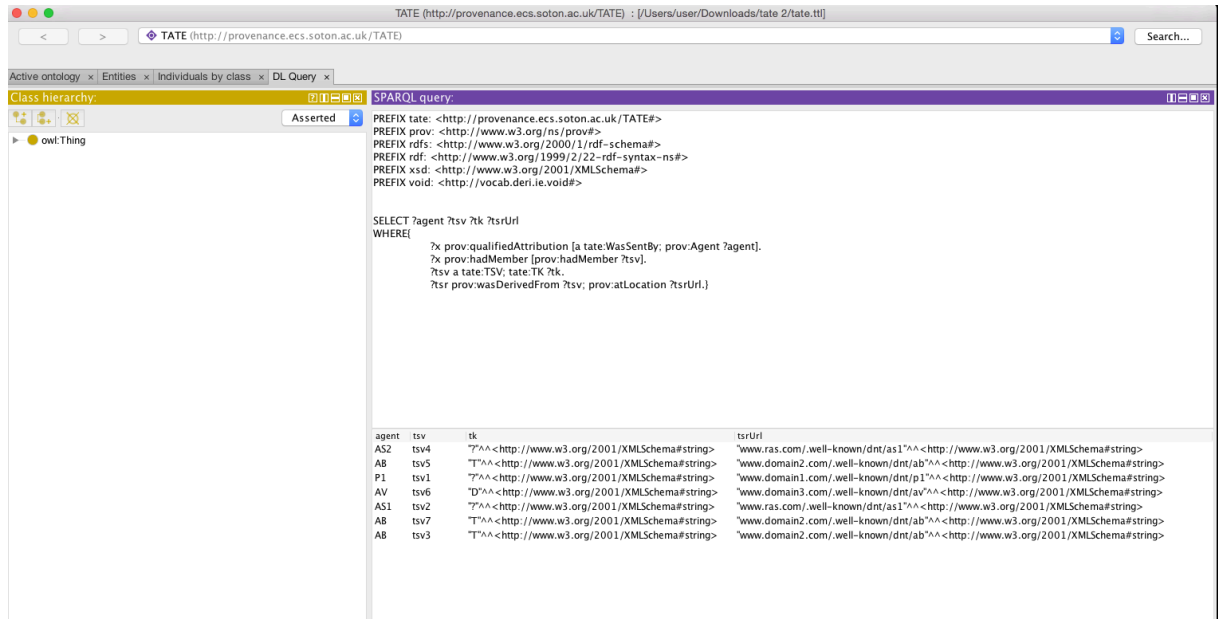 TATE (http://provenance.ecs.soton.ac.uk/TATE) : [/Users/user/Downloads/tate 2/tate.ttl]
< > TATE (http://provenance.ecs.soton.ac.uk/TATE) Search...
Active ontology × Entities × Individuals by class × DL Query ×
Class hierarchy: SPARQL query:
Asserted
owl:Thing
PREFIX tate: <http://provenance.ecs.soton.ac.uk/TATE#>
PREFIX prov: <http://www.w3.org/ns/prov#>
PREFIX rdfs: <http://www.w3.org/2000/1/rdf-schema#>
PREFIX rdf: <http://www.w3.org/1999/2/22-rdf-syntax-ns#>
PREFIX xsd: <http://www.w3.org/2001/XMLSchema#>
PREFIX void: <http://vocab.deri.ie.void#>
SELECT ?agent ?tsv ?tk ?tsrUrl
WHERE{
?x prov:qualifiedAttribution [a tate:WasSentBy; prov:Agent ?agent].
?x prov:hadMember [prov:hadMember ?tsv].
?tsv a tate:TSV; tate:TK ?tk.
?tsr prov:wasDerivedFrom ?tsv; prov:atLocation ?tsrUrl.}
agent tsv tk tsrUrl
AS2 tsv4 "?"^^<http://www.w3.org/2001/XMLSchema#string> "www.ras.com/.well-known/dnt/as1"^^<http://www.w3.org/2001/XMLSchema#string>
AB tsv5 "T"^^<http://www.w3.org/2001/XMLSchema#string> "www.domain2.com/.well-known/dnt/ab"^^<http://www.w3.org/2001/XMLSchema#string>
P1 tsv1 "?"^^<http://www.w3.org/2001/XMLSchema#string> "www.domain1.com/.well-known/dnt/p1"^^<http://www.w3.org/2001/XMLSchema#string>
AV tsv6 "D"^^<http://www.w3.org/2001/XMLSchema#string> "www.domain3.com/.well-known/dnt/av"^^<http://www.w3.org/2001/XMLSchema#string>
AS1 tsv2 "?"^^<http://www.w3.org/2001/XMLSchema#string> "www.ras.com/.well-known/dnt/as1"^^<http://www.w3.org/2001/XMLSchema#string>
AB tsv7 "T"^^<http://www.w3.org/2001/XMLSchema#string> "www.domain2.com/.well-known/dnt/ab"^^<http://www.w3.org/2001/XMLSchema#string>
AB tsv3 "T"^^<http://www.w3.org/2001/XMLSchema#string> "www.domain2.com/.well-known/dnt/ab"^^<http://www.w3.org/2001/XMLSchema#string>